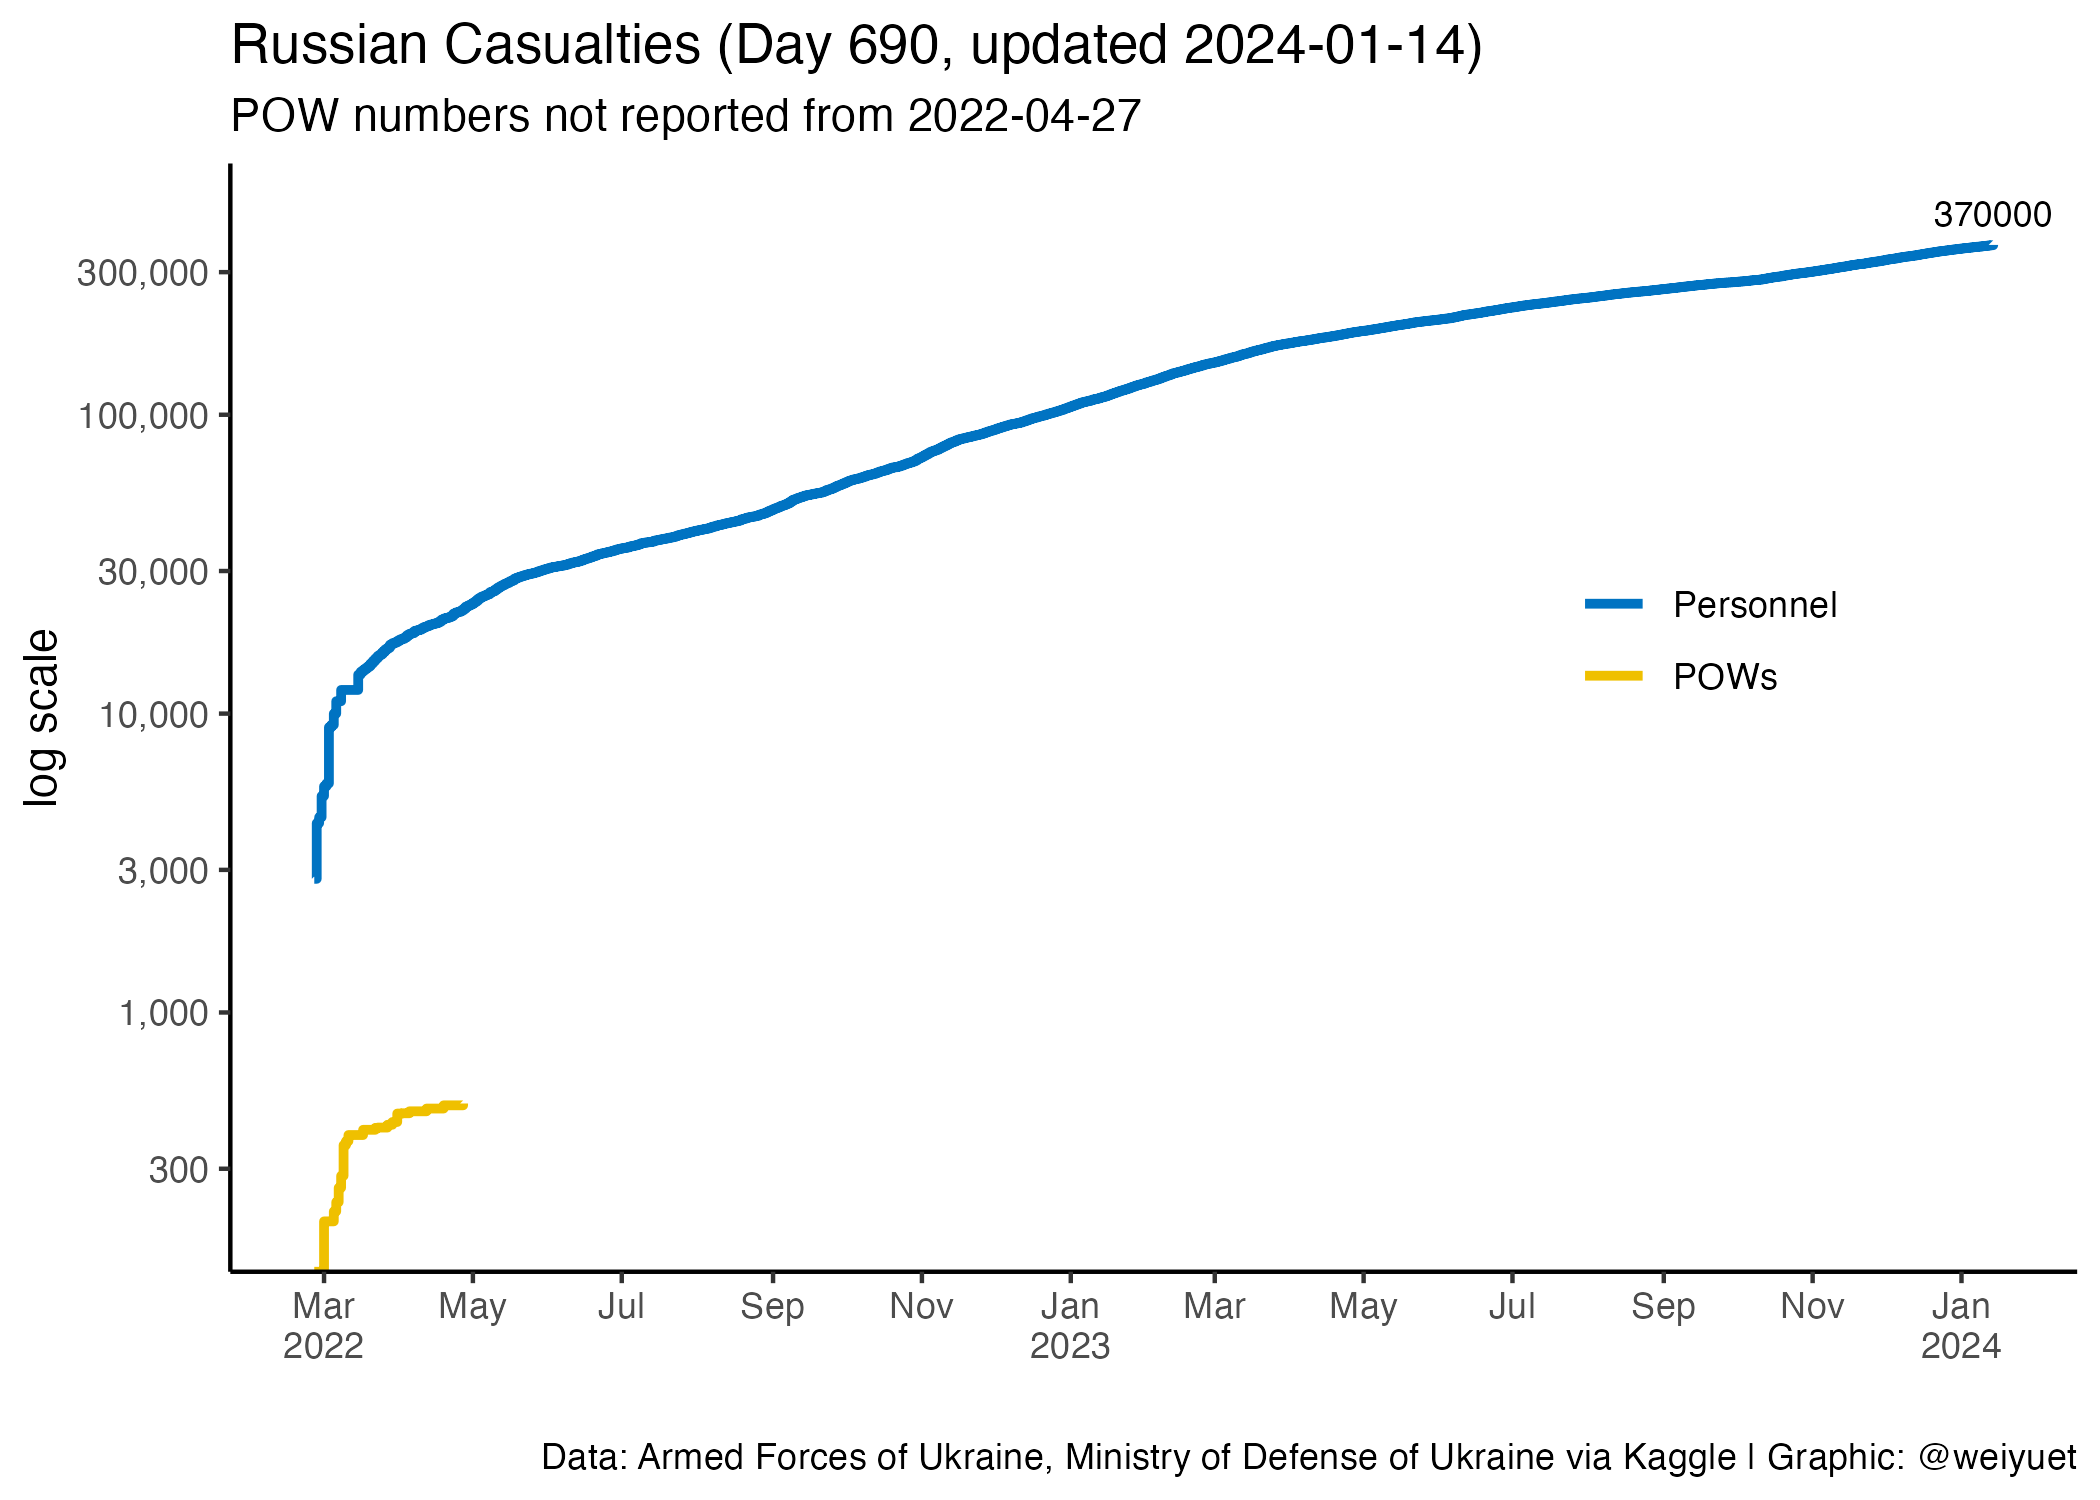 Russian Casualties (Day 690, updated 2024-01-14)
POW numbers not reported from 2022-04-27
370000
300,000
100,000
30,000
10,000
3,000
1,000
300
log scale
Personnel
POWs
Mar May Jul Sep Nov Jan Mar May Jul Sep Nov Jan
2022 2023 2024
Data: Armed Forces of Ukraine, Ministry of Defense of Ukraine via Kaggle | Graphic: @weiyuet